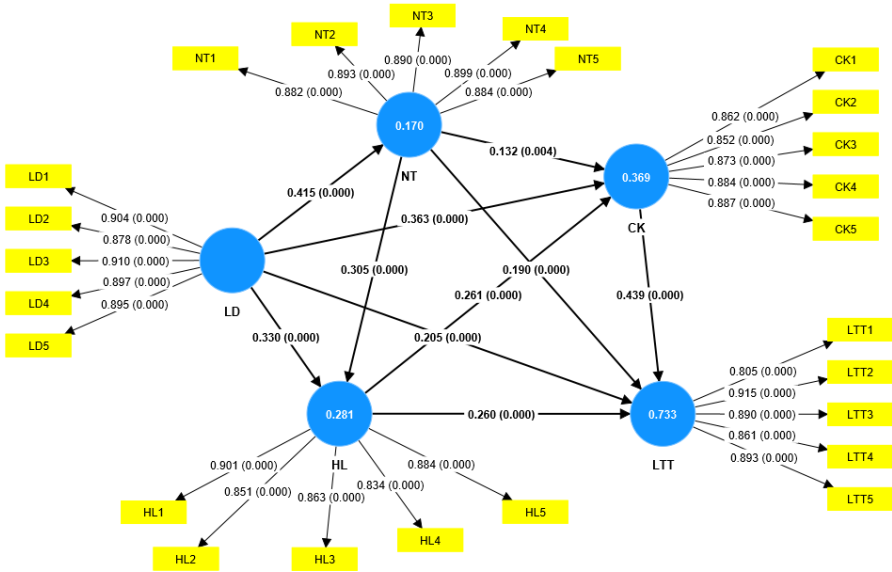 NT3
NT2
NT4
NT1
NT5
0.890 (0.000)
0.893 (0.000)
0.899 (0.000)
0.882 (0.000)
0.884 (0.000)
CK1
CK2
CK3
CK4
CK5
0.862 (0.000)
0.852 (0.000)
0.873 (0.000)
0.884 (0.000)
0.887 (0.000)
0.170
NT
0.132 (0.004)
0.369
CK
LD1
LD2
LD3
LD4
LD5
0.904 (0.000)
0.878 (0.000)
0.910 (0.000)
0.897 (0.000)
0.895 (0.000)
LD
0.415 (0.000)
0.363 (0.000)
0.305 (0.000)
0.190 (0.000)
0.261 (0.000)
0.439 (0.000)
0.330 (0.000)
0.205 (0.000)
0.281
HL
0.260 (0.000)
0.733
LTT
LTT1
LTT2
LTT3
LTT4
LTT5
0.805 (0.000)
0.915 (0.000)
0.890 (0.000)
0.861 (0.000)
0.893 (0.000)
0.901 (0.000)
0.851 (0.000)
0.863 (0.000)
0.834 (0.000)
0.884 (0.000)
HL1
HL2
HL3
HL4
HL5